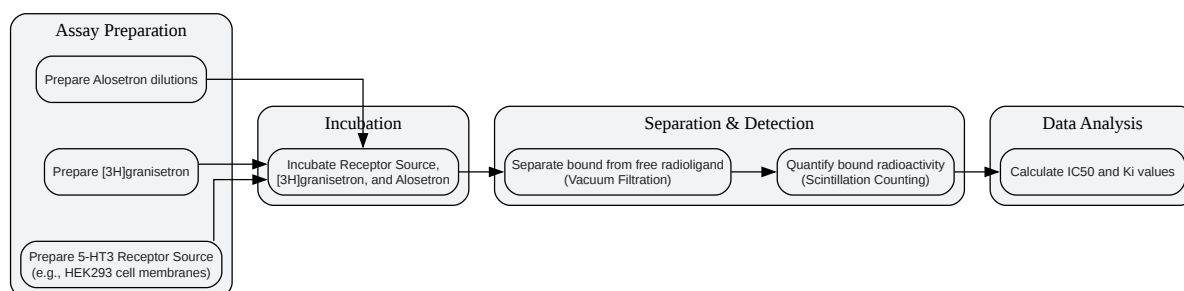 Assay Preparation
Prepare Alosetron dilutions
Prepare [3H]granisetron
Prepare 5-HT3 Receptor Source
(e.g., HEK293 cell membranes)
Incubation
Incubate Receptor Source,
[3H]granisetron, and Alosetron
Separation & Detection
Separate bound from free radioligand
(Vacuum Filtration)
Quantify bound radioactivity
(Scintillation Counting)
Data Analysis
Calculate IC50 and Ki values